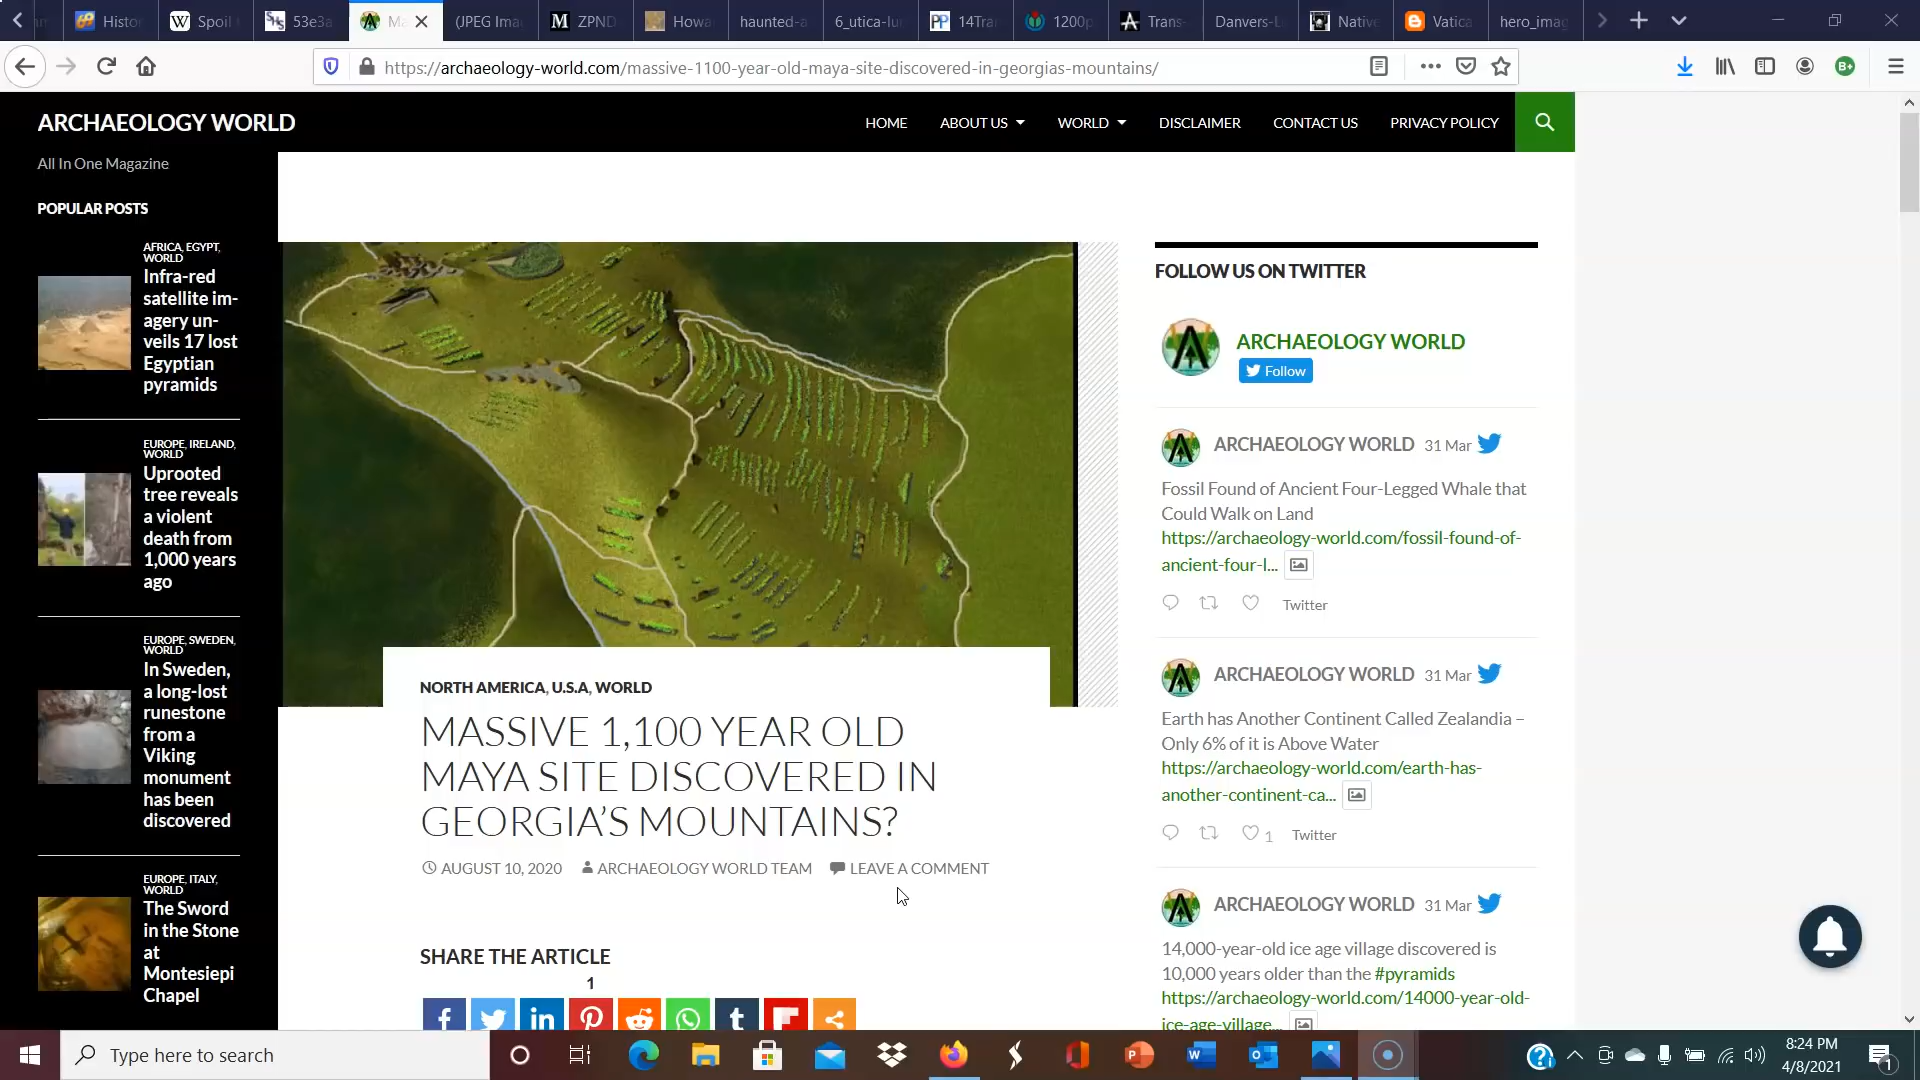 Histo
Spoil
53e3a
Ma
(JPEG Ima
ZPND
Howa
haunted-a
6_utica-lu
14Tra
1200p
Trans-
Danvers-L
Native
Vatica
hero_imag
https://archaeology-world.com/massive-1100-year-old-maya-site-discovered-in-georgias-mountains/
ARCHAEOLOGY WORLD
HOME ABOUT US WORLD DISCLAIMER CONTACT US PRIVACY POLICY
All In One Magazine
POPULAR POSTS
AFRICA, EGYPT,
WORLD
Infra-red
satellite im-
agery un-
veils 17 lost
Egyptian
pyramids
EUROPE, IRELAND,
WORLD
Uprooted
tree reveals
a violent
death from
1,000 years
ago
EUROPE, SWEDEN,
WORLD
In Sweden,
a long-lost
runestone
from a
Viking
monument
has been
discovered
EUROPE, ITALY,
WORLD
The Sword
in the Stone
at
Montesiepi
Chapel
NORTH AMERICA, U.S.A, WORLD
MASSIVE 1,100 YEAR OLD
MAYA SITE DISCOVERED IN
GEORGIA'S MOUNTAINS?
AUGUST 10, 2020 ARCHAEOLOGY WORLD TEAM LEAVE A COMMENT
SHARE THE ARTICLE
1
FOLLOW US ON TWITTER
ARCHAEOLOGY WORLD
Follow
ARCHAEOLOGY WORLD 31 Mar
Fossil Found of Ancient Four-Legged Whale that
Could Walk on Land
https://archaeology-world.com/fossil-found-of-
ancient-four-l...
Twitter
ARCHAEOLOGY WORLD 31 Mar
Earth has Another Continent Called Zealandia –
Only 6% of it is Above Water
https://archaeology-world.com/earth-has-
another-continent-ca...
1 Twitter
ARCHAEOLOGY WORLD 31 Mar
14,000-year-old ice age village discovered is
10,000 years older than the #pyramids
https://archaeology-world.com/14000-year-old-
ice-age-village...
Type here to search
8:24 PM
4/8/2021
1